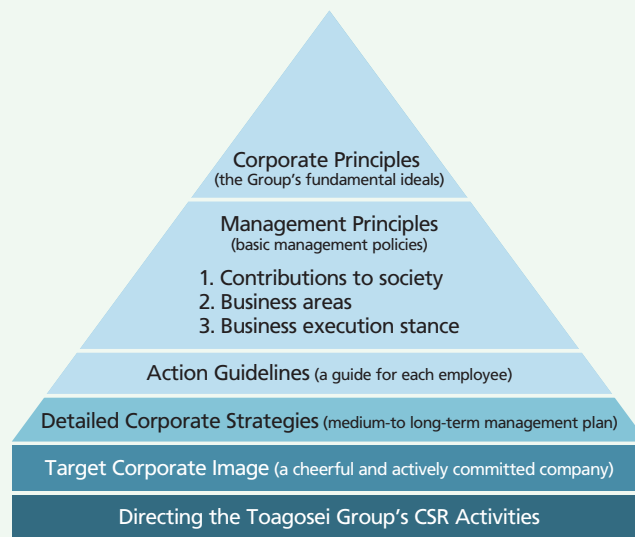 Corporate Principles
(the Group's fundamental ideals)
Management Principles
(basic management policies)
1. Contributions to society
2. Business areas
3. Business execution stance
Action Guidelines (a guide for each employee)
Detailed Corporate Strategies (medium-to long-term management plan)
Target Corporate Image (a cheerful and actively committed company)
Directing the Toagosei Group's CSR Activities